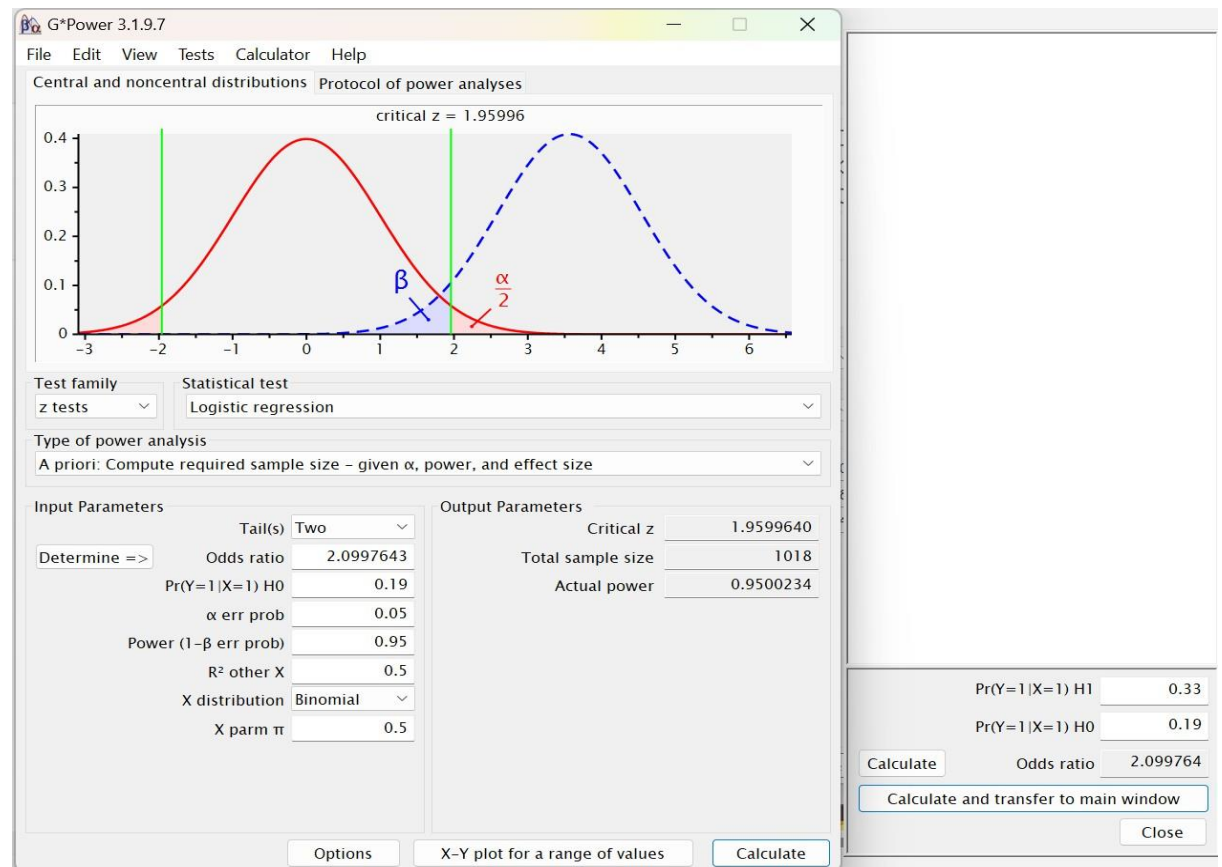 G*Power 3.1.9.7
File Edit View Tests Calculator Help
Central and noncentral distributions Protocol of power analyses
critical z = 1.95996
0.4
0.3
0.2
0.1
0
β
α
2
-3 -2 -1 0 1 2 3 4 5 6
Test family Statistical test
z tests Logistic regression
Type of power analysis
A priori: Compute required sample size – given α, power, and effect size
Input Parameters Output Parameters
Tail(s) Two Critical z 1.9599640
Determine => Odds ratio 2.0997643 Total sample size 1018
Pr(Y=1|X=1) H0 0.19 Actual power 0.9500234
α err prob 0.05
Power (1-β err prob) 0.95
R² other X 0.5
X distribution Binomial
X parm π 0.5
Options X-Y plot for a range of values Calculate
Pr(Y=1|X=1) H1 0.33
Pr(Y=1|X=1) H0 0.19
Calculate Odds ratio 2.099764
Calculate and transfer to main window
Close